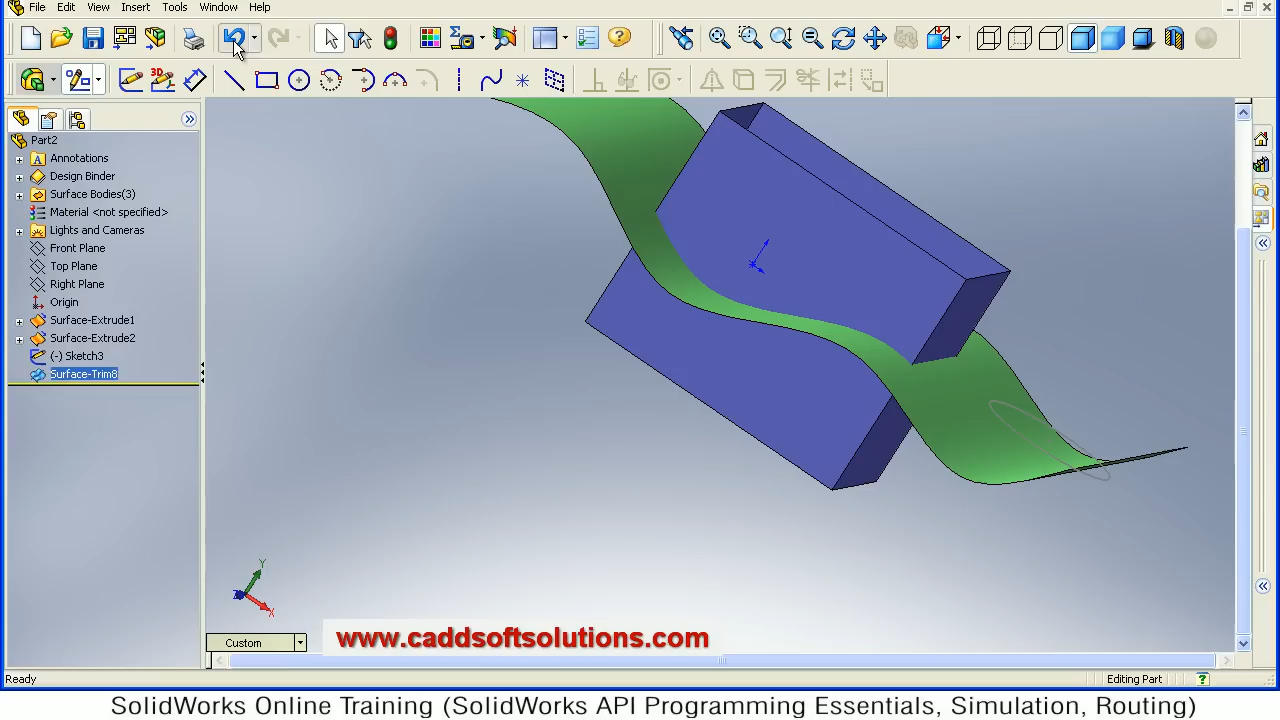 File Edit View Insert Tools Window Help
3D
Part2
Annotations
Design Binder
Surface Bodies(3)
Material <not specified>
Lights and Cameras
Front Plane
Top Plane
Right Plane
Origin
Surface-Extrude1
Surface-Extrude2
(-) Sketch3
Surface-Trim8
Y
Z
X
Custom
www.caddsoftsolutions.com
Ready
Editing Part
SolidWorks Online Training (SolidWorks API Programming Essentials, Simulation, Routing)